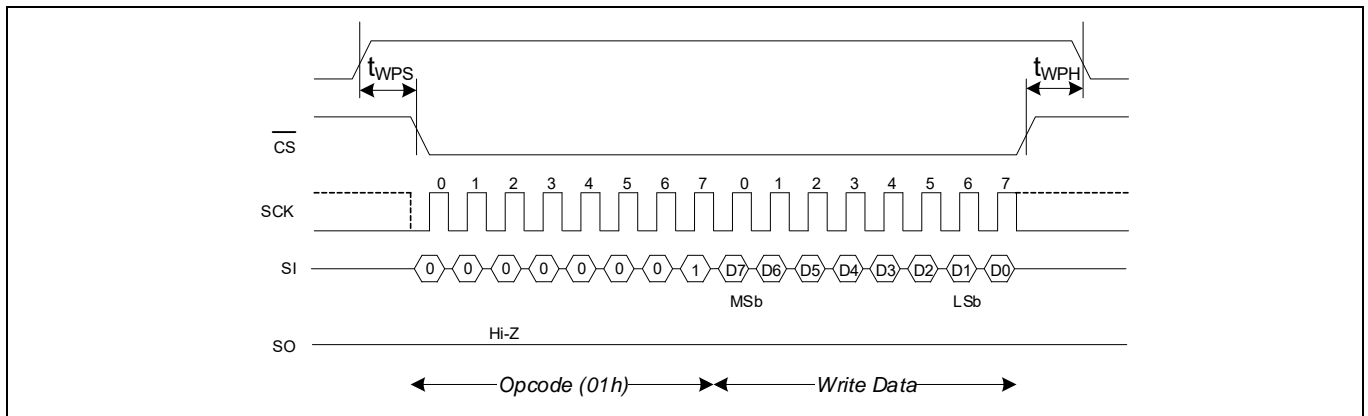 tWPS tWPH
CS
0 1 2 3 4 5 6 7 0 1 2 3 4 5 6 7
SCK
SI 0 0 0 0 0 0 0 1 D7 D6 D5 D4 D3 D2 D1 D0
MSb LSb
Hi-Z
SO
Opcode (01h) Write Data